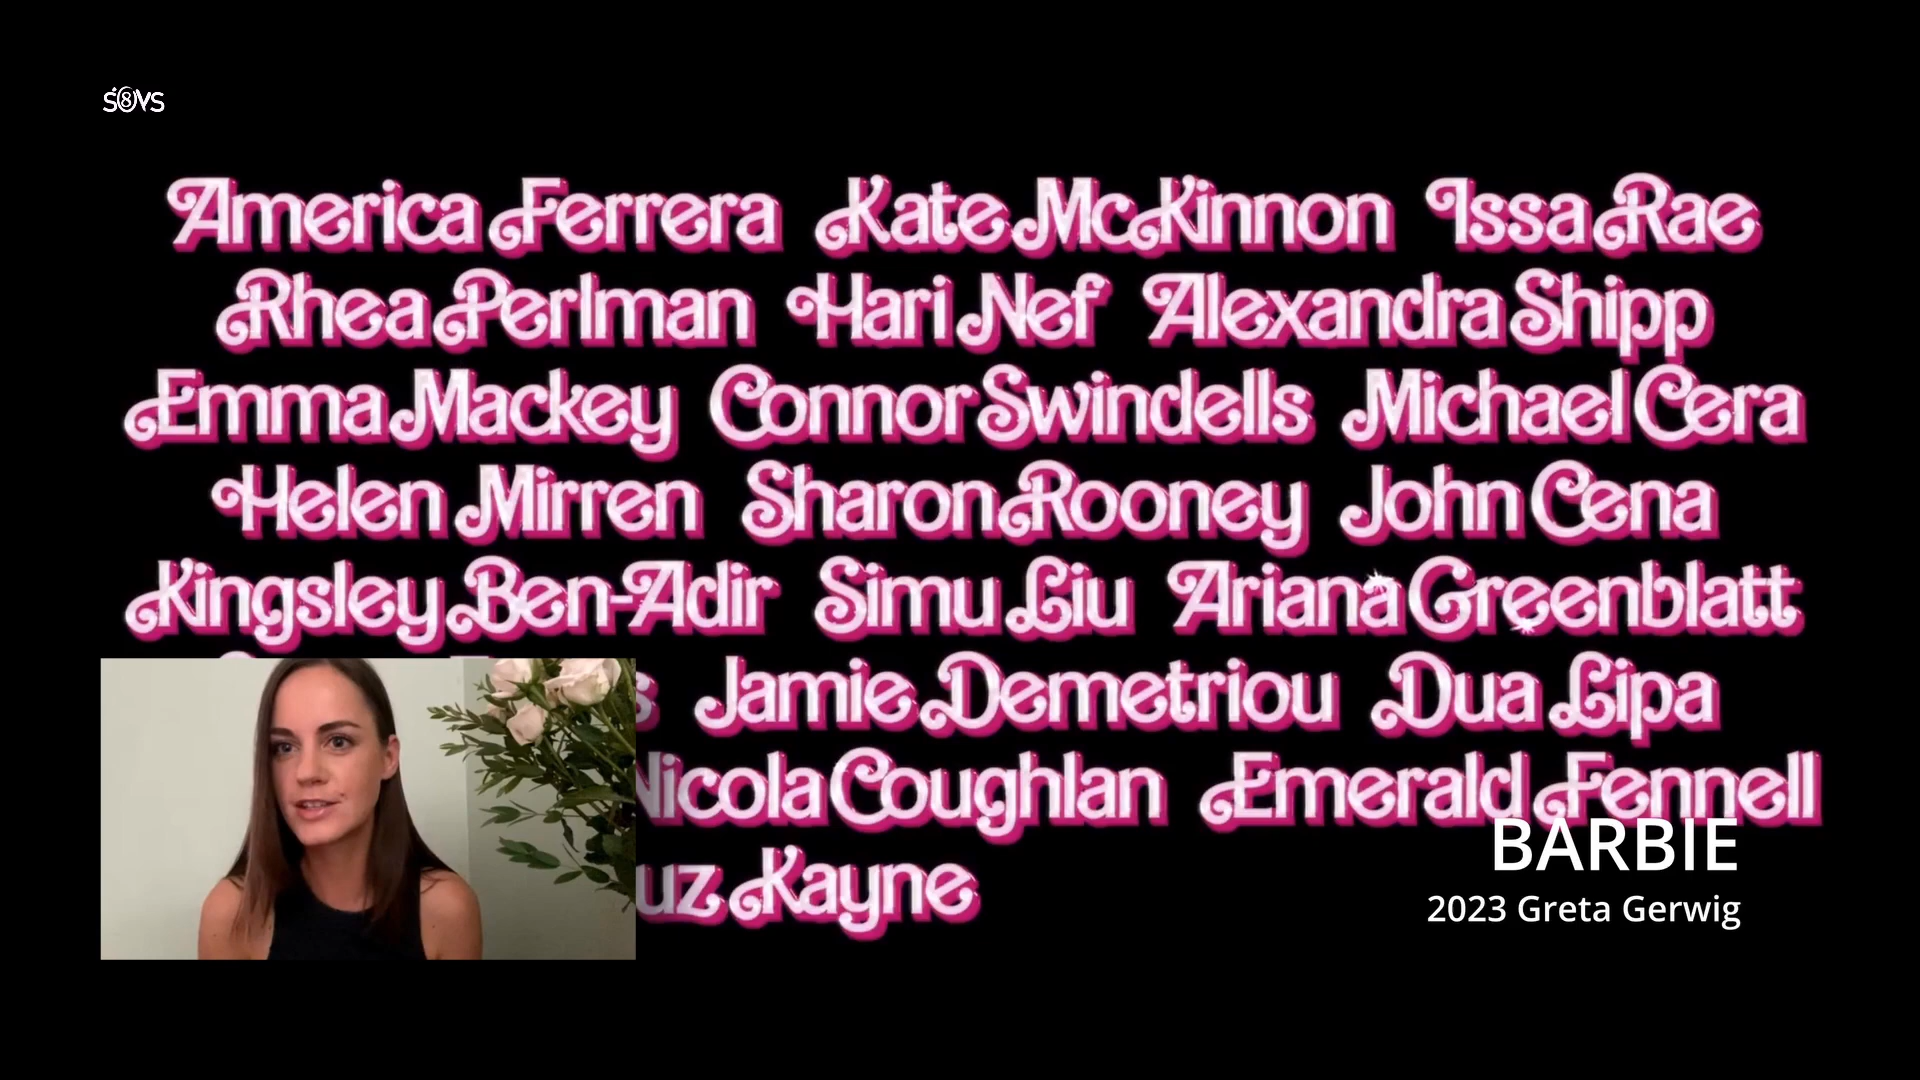 SOVS
America Ferrera Kate McKinnon Issa Rae
Rhea Perlman Hari Nef Alexandra Shipp
Emma Mackey Connor Swindells Michael Cera
Helen Mirren Sharon Rooney John Cena
Kingsley Ben-Adir Simu Liu Ariana Greenblatt
Jamie Demetriou Dua Lipa
Nicola Coughlan Emerald Fennell
Kayne
BARBIE
2023 Greta Gerwig